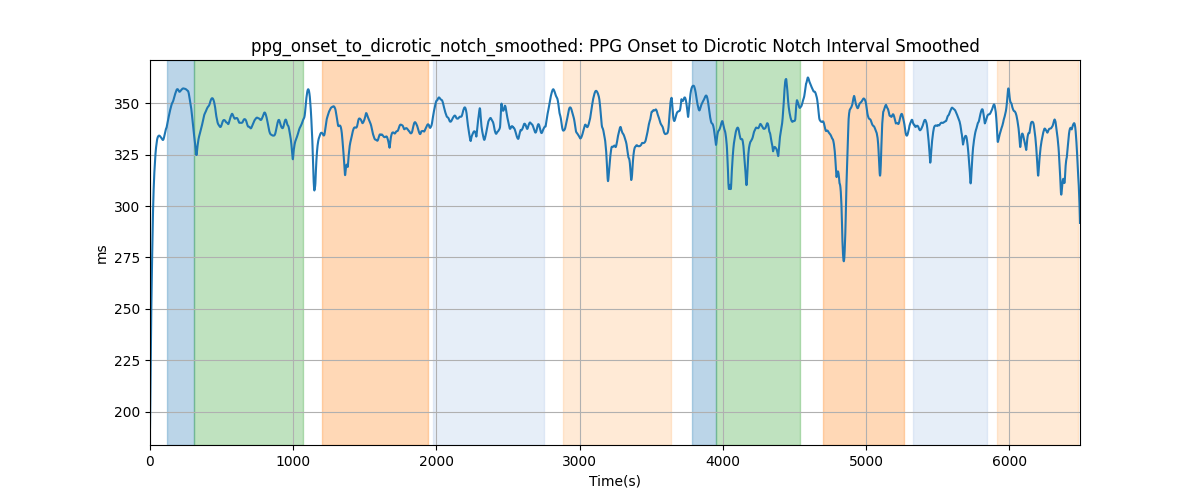 ppg_onset_to_dicrotic_notch_smoothed: PPG Onset to Dicrotic Notch Interval Smoothed
350
325
300
275
250
225
200
ms
0 1000 2000 3000 4000 5000 6000
Time(s)